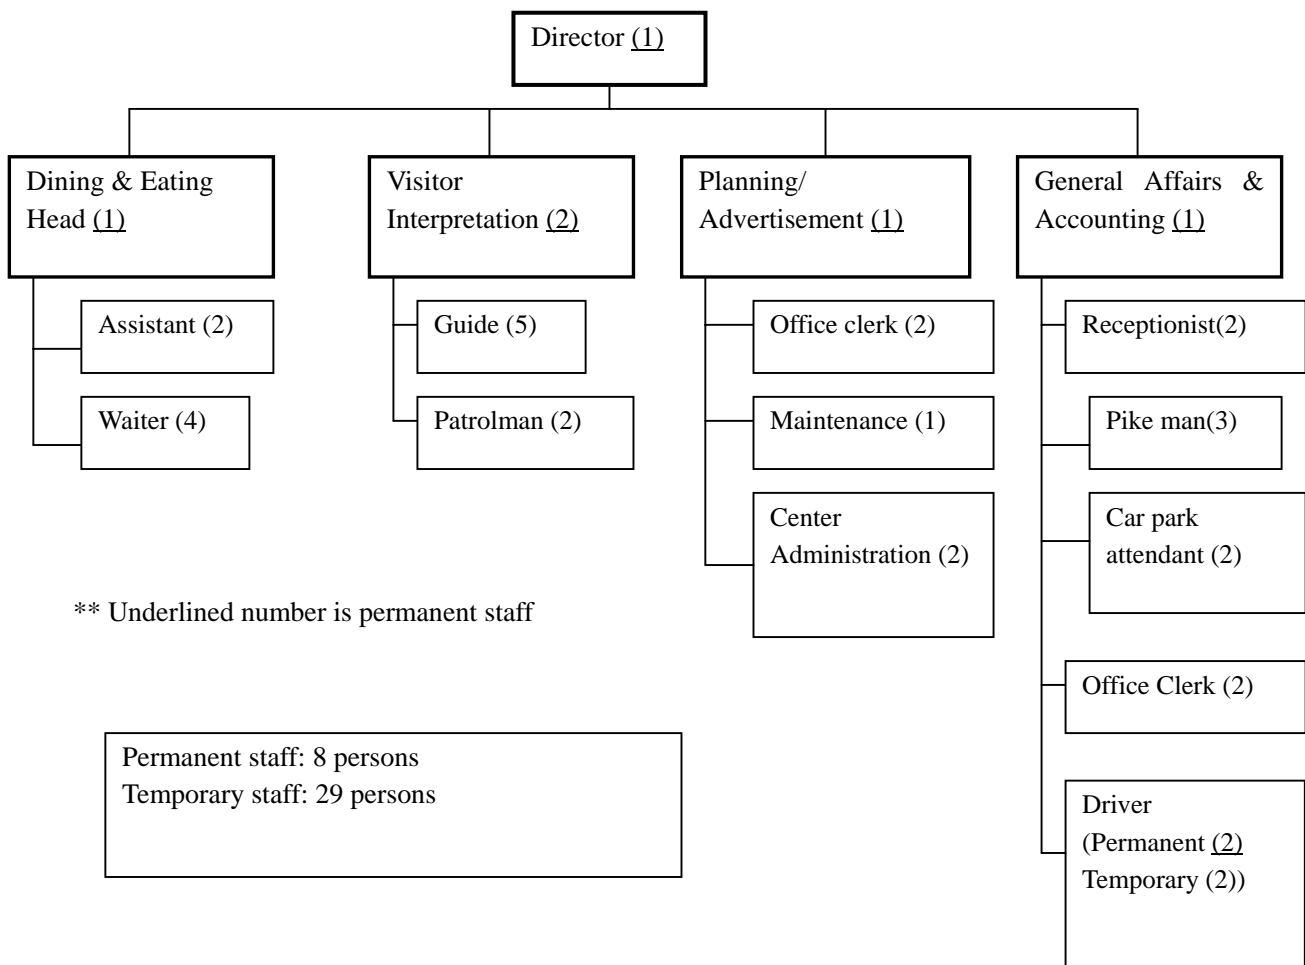 Director (1)
Dining & Eating
Head (1)
Visitor
Interpretation (2)
Planning/
Advertisement (1)
General Affairs &
Accounting (1)
Assistant (2)
Waiter (4)
Guide (5)
Patrolman (2)
Office clerk (2)
Maintenance (1)
Center
Administration (2)
Receptionist(2)
Pike man(3)
Car park
attendant (2)
Office Clerk (2)
Driver
(Permanent (2)
Temporary (2))
** Underlined number is permanent staff
Permanent staff: 8 persons
Temporary staff: 29 persons